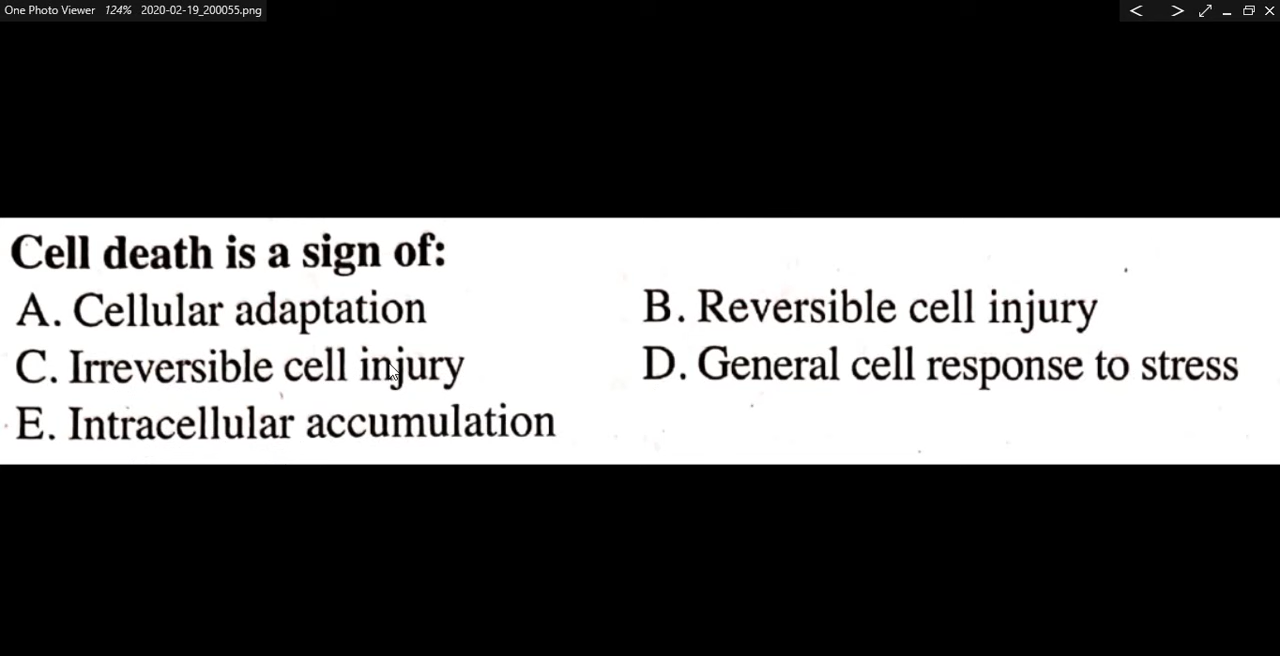 One Photo Viewer 124% 2020-02-19_200055.png
Cell death is a sign of:
A. Cellular adaptation
B. Reversible cell injury
C. Irreversible cell injury
D. General cell response to stress
E. Intracellular accumulation